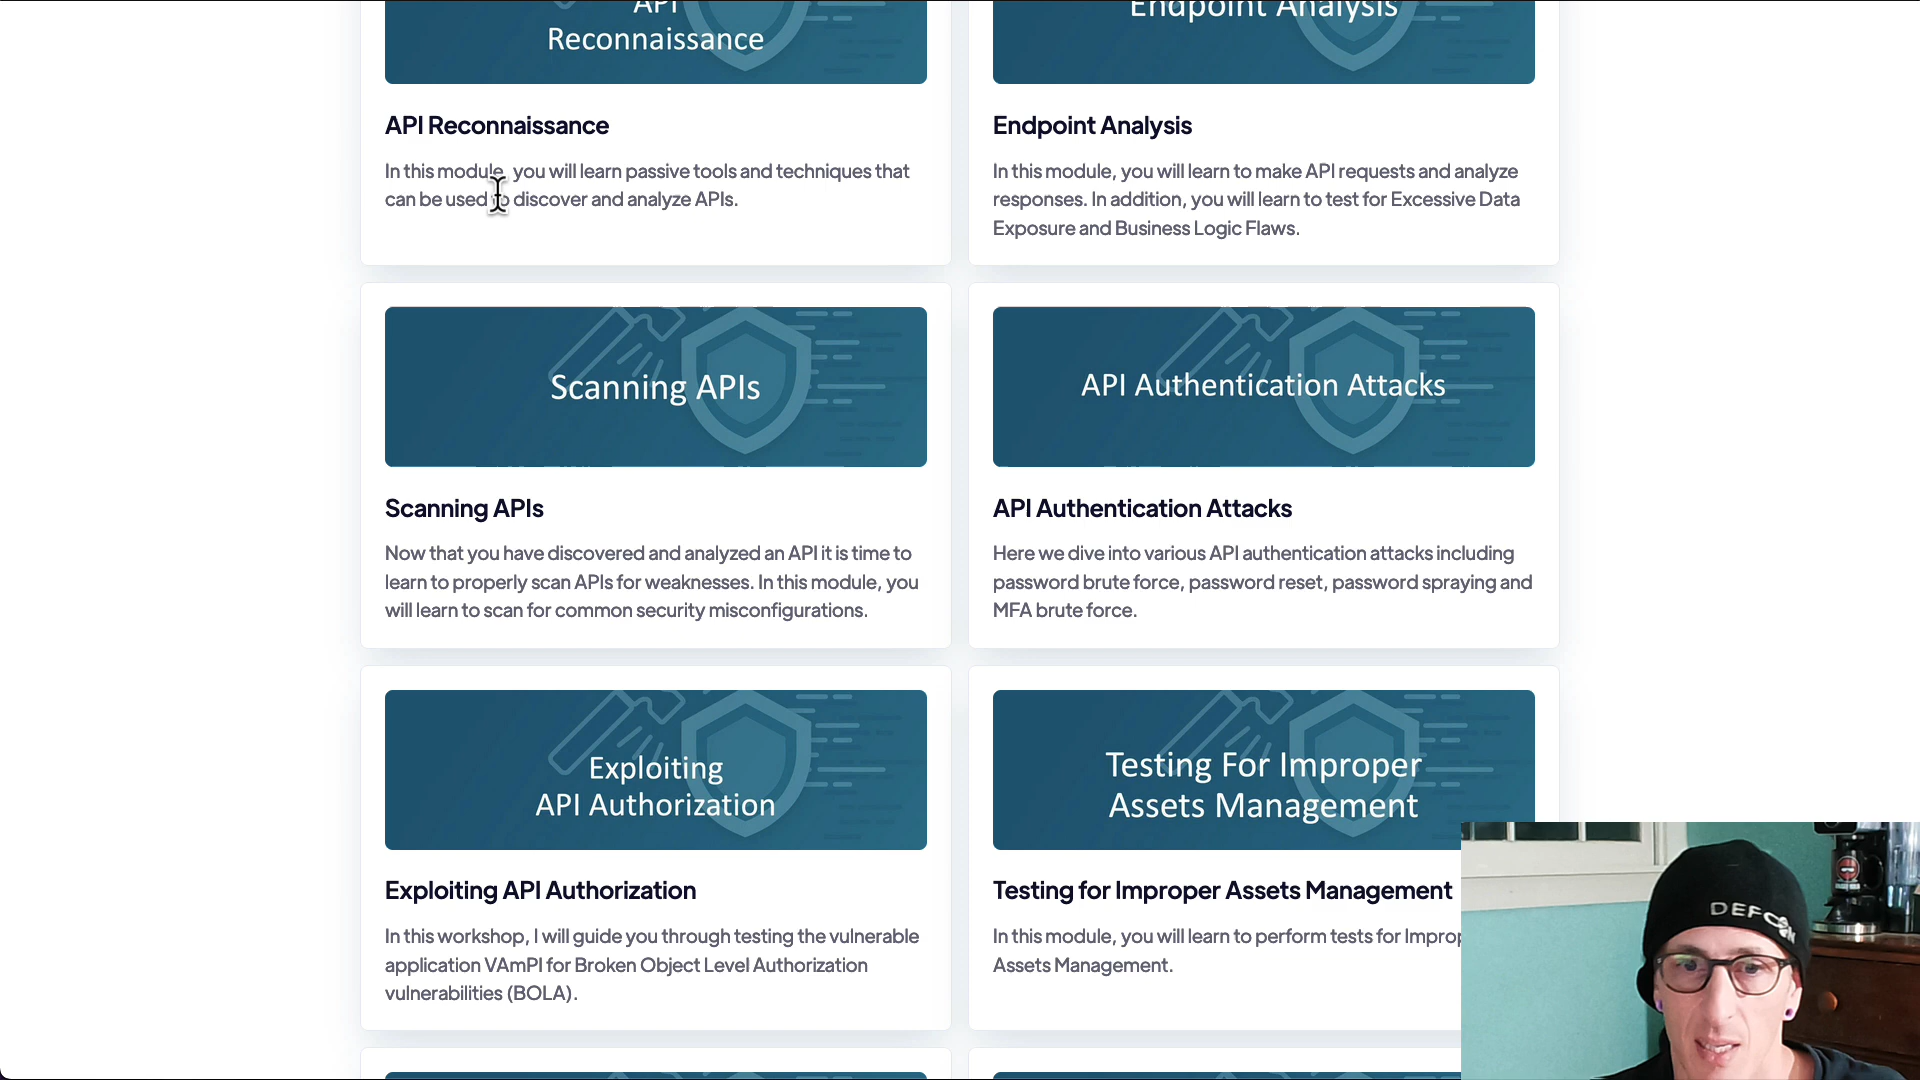 API
Reconnaissance
Endpoint Analysis
API Reconnaissance
In this module, you will learn passive tools and techniques that
can be used to discover and analyze APIs.
Endpoint Analysis
In this module, you will learn to make API requests and analyze
responses. In addition, you will learn to test for Excessive Data
Exposure and Business Logic Flaws.
Scanning APIs
API Authentication Attacks
Scanning APIs
Now that you have discovered and analyzed an API it is time to
learn to properly scan APIs for weaknesses. In this module, you
will learn to scan for common security misconfigurations.
API Authentication Attacks
Here we dive into various API authentication attacks including
password brute force, password reset, password spraying and
MFA brute force.
Exploiting
API Authorization
Testing For Improper
Assets Management
Exploiting API Authorization
In this workshop, I will guide you through testing the vulnerable
application VAmPI for Broken Object Level Authorization
vulnerabilities (BOLA).
Testing for Improper Assets Management
In this module, you will learn to perform tests for Improp
Assets Management.